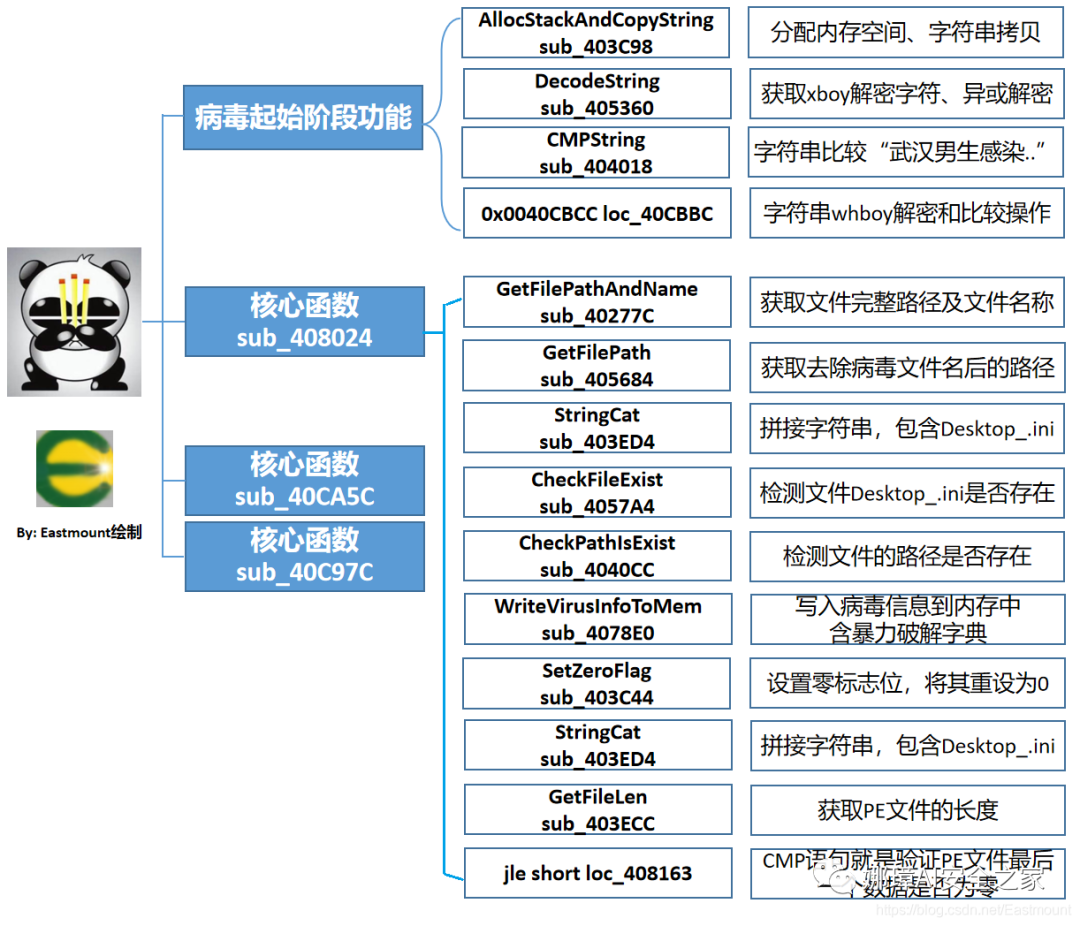 病毒起始阶段功能
AllocStackAndCopyString
sub_403C98
分配内存空间、字符串拷贝
DecodeString
sub_405360
获取xboy解密字符、异或解密
CMPString
sub_404018
字符串比较“武汉男生感染..”
0x0040CBCC loc_40CBBC
字符串whboy解密和比较操作
核心函数
sub_408024
GetFilePathAndName
sub_40277C
获取文件完整路径及文件名称
GetFilePath
sub_405684
获取去除病毒文件名后的路径
StringCat
sub_403ED4
拼接字符串，包含Desktop_.ini
CheckFileExist
sub_4057A4
检测文件Desktop_.ini是否存在
CheckPathIsExist
sub_4040CC
检测文件的路径是否存在
WriteVirusInfoToMem
sub_4078E0
写入病毒信息到内存中
含暴力破解字典
SetZeroFlag
sub_403C44
设置零标志位，将其重设为0
StringCat
sub_403ED4
拼接字符串，包含Desktop_.ini
GetFileLen
sub_403ECC
获取PE文件的长度
jle short loc_408163
CMP语句就是验证PE文件最后
一个数据是否为零
核心函数
sub_40CA5C
核心函数
sub_40C97C
By: Eastmount绘制
娜璋AI安全之家
https://blog.csdn.net/Eastmount